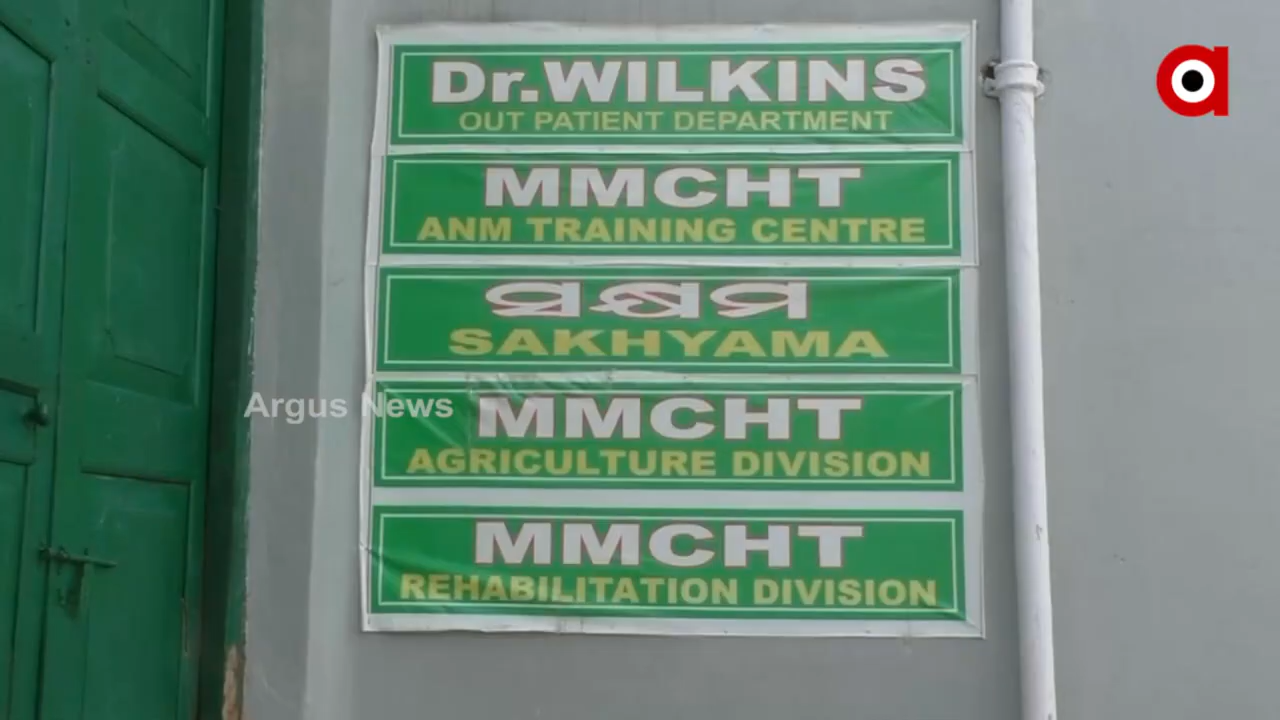 Dr.WILKINS
OUT PATIENT DEPARTMENT
MMCHT
ANM TRAINING CENTRE
ସକ୍ଷମ
SAKHYAMA
MMCHT
AGRICULTURE DIVISION
MMCHT
REHABILITATION DIVISION
Argus News
a